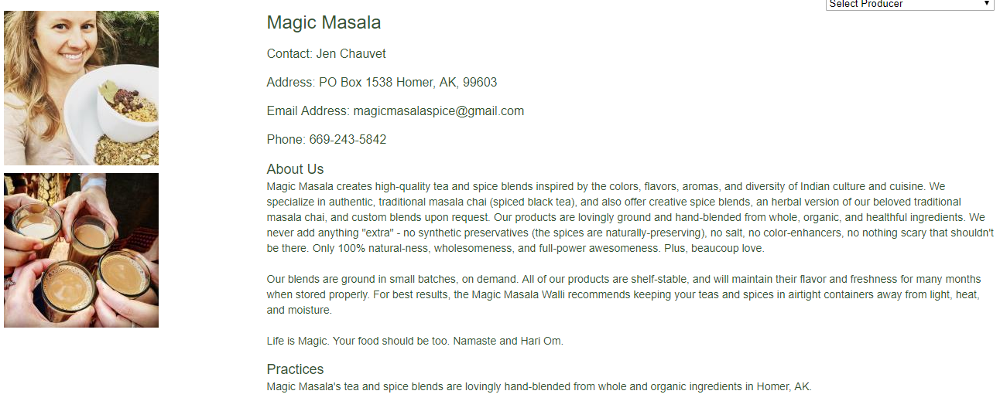 Select Producer
Magic Masala
Contact: Jen Chauvet
Address: PO Box 1538 Homer, AK, 99603
Email Address: magicmasalaspice@gmail.com
Phone: 669-243-5842
About Us
Magic Masala creates high-quality tea and spice blends inspired by the colors, flavors, aromas, and diversity of Indian culture and cuisine. We
specialize in authentic, traditional masala chai (spiced black tea), and also offer creative spice blends, an herbal version of our beloved traditional
masala chai, and custom blends upon request. Our products are lovingly ground and hand-blended from whole, organic, and healthful ingredients. We
never add anything "extra" - no synthetic preservatives (the spices are naturally-preserving), no salt, no color-enhancers, no nothing scary that shouldn't
be there. Only 100% natural-ness, wholesomeness, and full-power awesomeness. Plus, beaucoup love.
Our blends are ground in small batches, on demand. All of our products are shelf-stable, and will maintain their flavor and freshness for many months
when stored properly. For best results, the Magic Masala Walli recommends keeping your teas and spices in airtight containers away from light, heat,
and moisture.
Life is Magic. Your food should be too. Namaste and Hari Om.
Practices
Magic Masala's tea and spice blends are lovingly hand-blended from whole and organic ingredients in Homer, AK.